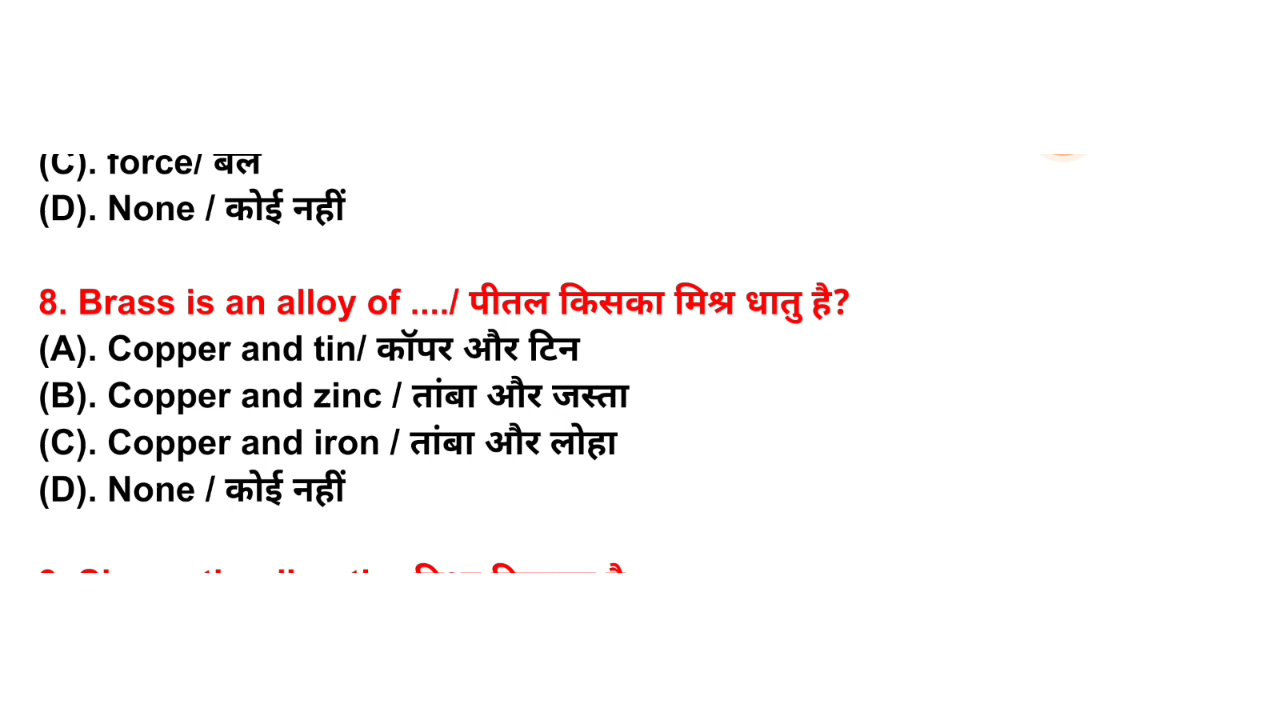 (C). force/ बल
(D). None / कोई नहीं
8. Brass is an alloy of ..../ पीतल किसका मिश्र धातु है?
(A). Copper and tin/ कॉपर और टिन
(B). Copper and zinc / तांबा और जस्ता
(C). Copper and iron / तांबा और लोहा
(D). None / कोई नहीं